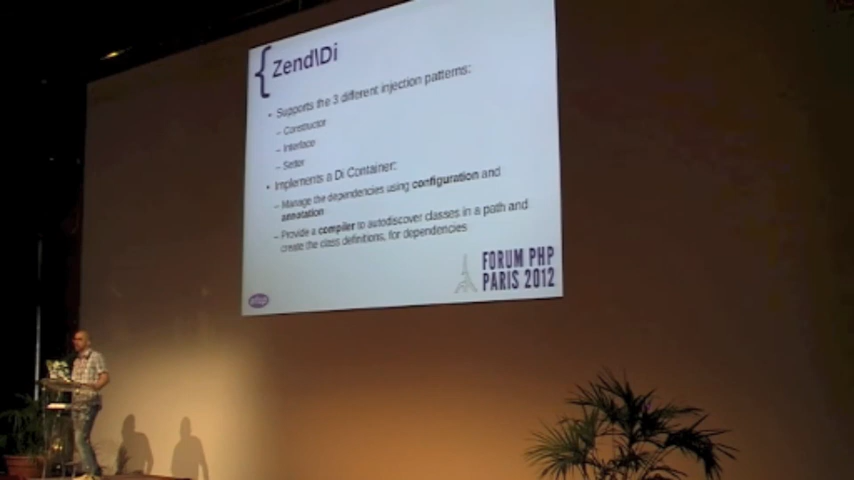 { Zend\Di
• Supports the 3 different injection patterns:
– Constructor
– Interface
– Setter
• Implements a Di Container:
– Manage the dependencies using configuration and
annotation
– Provide a compiler to autodiscover classes in a path and
create the class definitions, for dependencies
FORUM PHP
PARIS 2012